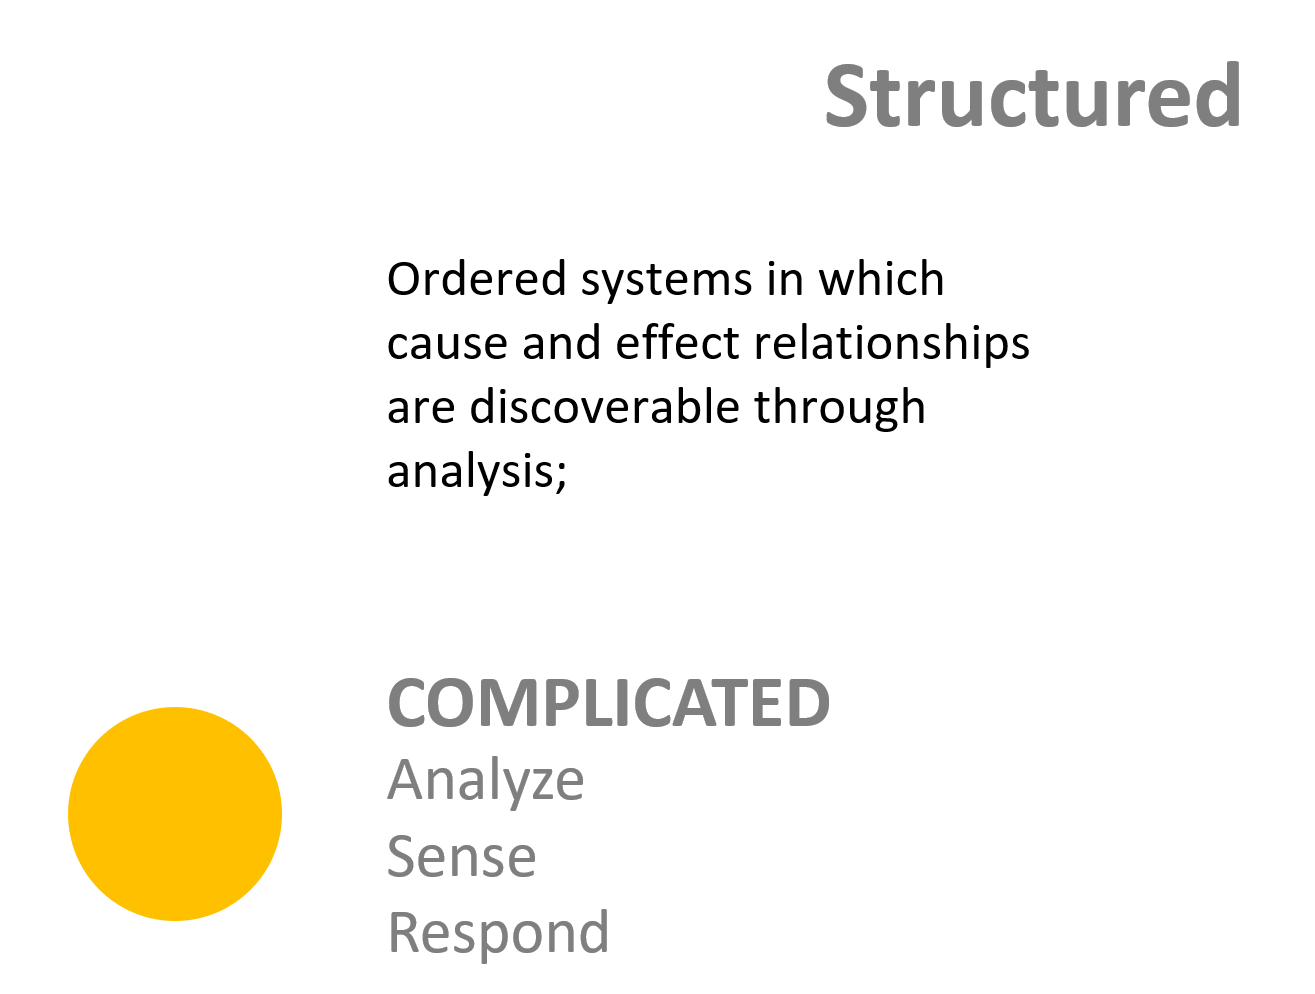 Structured
Ordered systems in which
cause and effect relationships
are discoverable through
analysis;
COMPLICATED
Analyze
Sense
Respond